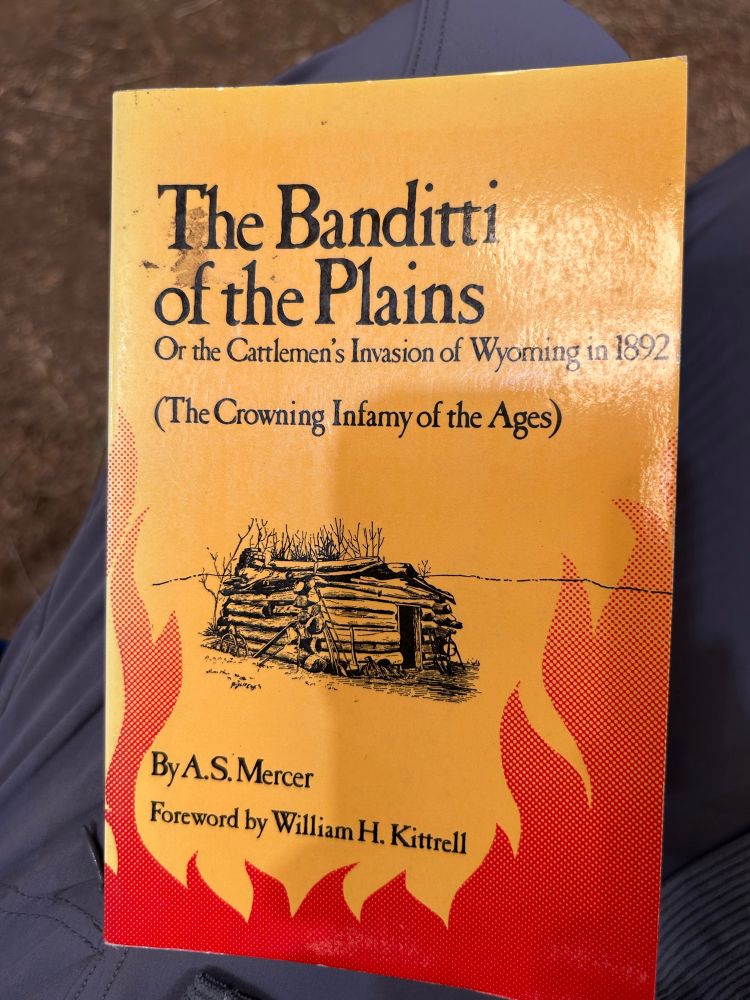 The Banditti
of the Plains
Or the Cattlemen's Invasion of Wyoming in 1892
(The Crowning Infamy of the Ages)
By A.S. Mercer
Foreword by William H. Kittrell